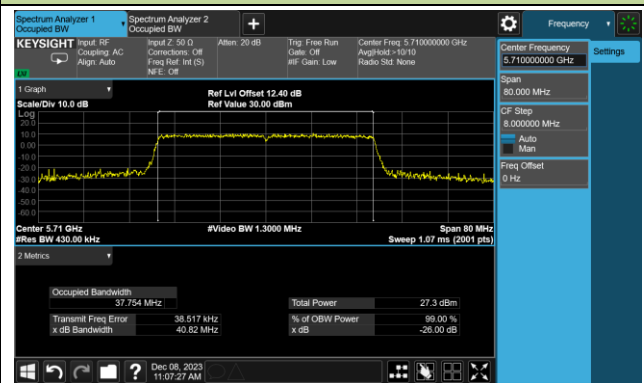 Spectrum Analyzer 1
Occupied BW
Spectrum Analyzer 2
Occupied BW
+
Frequency
KEYSIGHT
Input: RF
Coupling: AC
Align: Auto
Input Z: 50 Ω
Corrections: Off
Freq Ref: Int (S)
NFE: Off
Atten: 20 dB
Trig: Free Run
Gate: Off
#IF Gain: Low
Center Freq: 5.710000000 GHz
Avg|Hold:>10/10
Radio Std: None
Center Frequency
5.710000000 GHz
Settings
Span
80.000 MHz
CF Step
8.000000 MHz
Auto
Man
Freq Offset
0 Hz
1 Graph
Scale/Div 10.0 dB
Ref Lvl Offset 12.40 dB
Ref Value 30.00 dBm
Log
20.0
10.0
0.00
-10.0
-20.0
-30.0
-40.0
-50.0
-60.0
Center 5.71 GHz
#Res BW 430.00 kHz
#Video BW 1.3000 MHz
Span 80 MHz
Sweep 1.07 ms (2001 pts)
2 Metrics
Occupied Bandwidth
37.754 MHz
Total Power 27.3 dBm
Transmit Freq Error 38.517 kHz
% of OBW Power 99.00 %
x dB Bandwidth 40.82 MHz
x dB -26.00 dB
?
Dec 08, 2023
11:07:27 AM